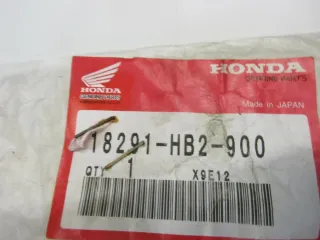 HONDA
HONDA
GENUINE PARTS
MADE IN JAPAN
18291-HB2-900
QTY 1 X9E12